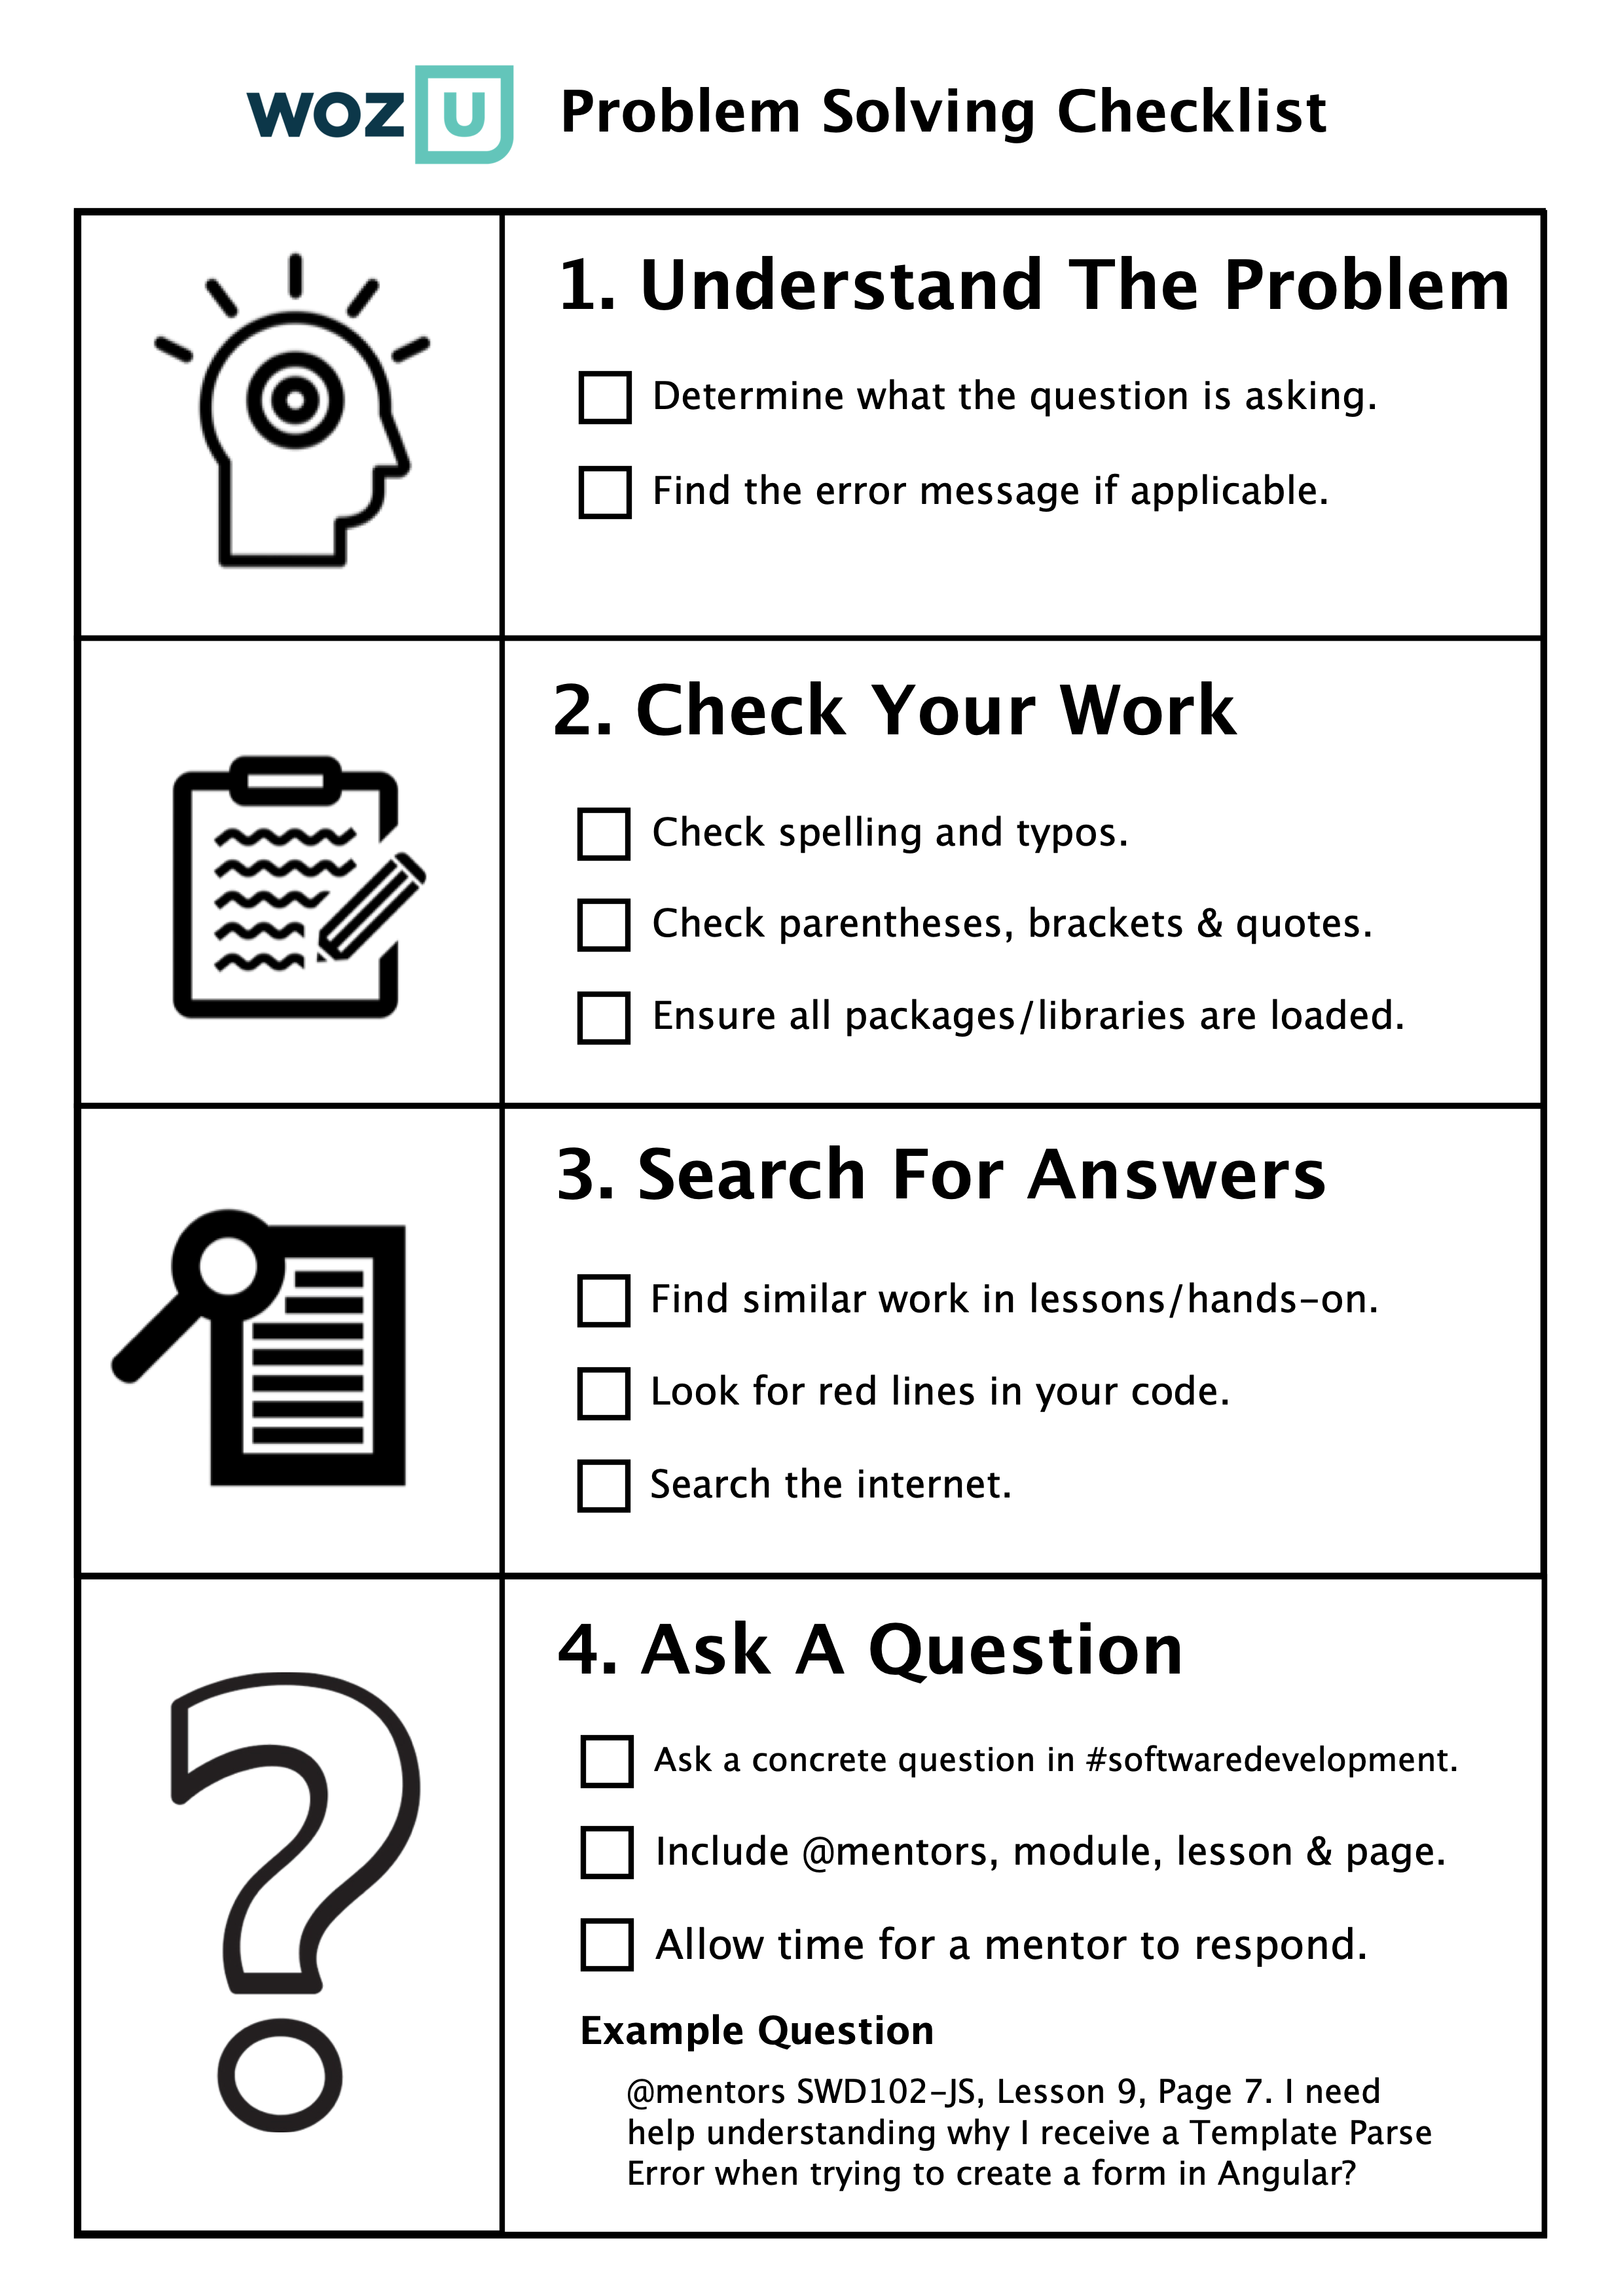 WOZ U Problem Solving Checklist
1. Understand The Problem
Determine what the question is asking.
Find the error message if applicable.
2. Check Your Work
Check spelling and typos.
Check parentheses, brackets & quotes.
Ensure all packages/libraries are loaded.
3. Search For Answers
Find similar work in lessons/hands-on.
Look for red lines in your code.
Search the internet.
4. Ask A Question
Ask a concrete question in #softwaredevelopment.
Include @mentors, module, lesson & page.
Allow time for a mentor to respond.
Example Question
@mentors SWD102-JS, Lesson 9, Page 7. I need
help understanding why I receive a Template Parse
Error when trying to create a form in Angular?